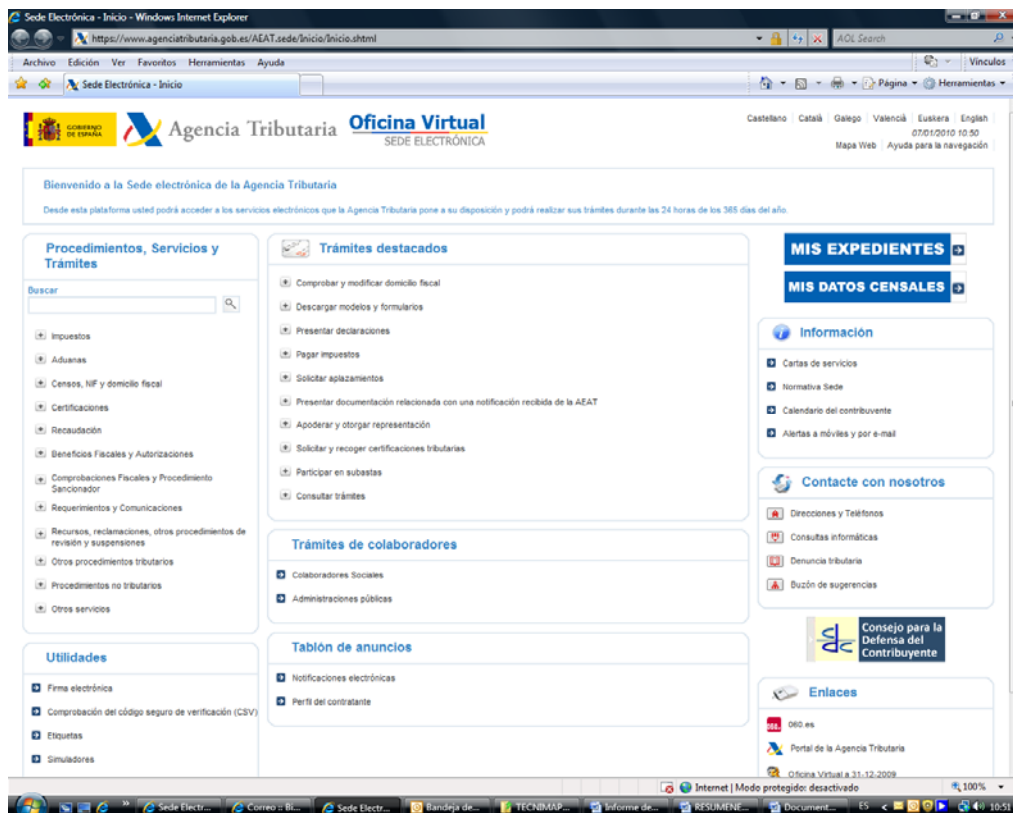 Sede Electrónica - Inicio - Windows Internet Explorer
https://www.agenciatributaria.gob.es/AEAT.sede/Inicio/Inicio.shtml
AOL Search
Archivo Edición Ver Favoritos Herramientas Ayuda
Vínculos
Sede Electrónica - Inicio
Página
Herramientas
GOBIERNO DE ESPAÑA
Agencia Tributaria
Oficina Virtual
SEDE ELECTRÓNICA
Castellano Català Galego Valencià Euskera English
07/01/2010 10:50
Mapa Web Ayuda para la navegación
Bienvenido a la Sede electrónica de la Agencia Tributaria
Desde esta plataforma usted podrá acceder a los servicios electrónicos que la Agencia Tributaria pone a su disposición y podrá realizar sus trámites durante las 24 horas de los 365 días del año.
Procedimientos, Servicios y
Trámites
Buscar
Impuestos
Aduanas
Censos, NIF y domicilio fiscal
Certificaciones
Recaudación
Beneficios Fiscales y Autorizaciones
Comprobaciones Fiscales y Procedimiento
Sancionador
Requerimientos y Comunicaciones
Recursos, reclamaciones, otros procedimientos de
revisión y suspensiones
Otros procedimientos tributarios
Procedimientos no tributarios
Otros servicios
Utilidades
Firma electrónica
Comprobación del código seguro de verificación (CSV)
Etiquetas
Simuladores
Trámites destacados
Comprobar y modificar domicilio fiscal
Descargar modelos y formularios
Presentar declaraciones
Pagar impuestos
Solicitar aplazamientos
Presentar documentación relacionada con una notificación recibida de la AEAT
Apoderar y otorgar representación
Solicitar y recoger certificaciones tributarias
Participar en subastas
Consultar trámites
Trámites de colaboradores
Colaboradores Sociales
Administraciones públicas
Tablón de anuncios
Notificaciones electrónicas
Perfil del contratante
MIS EXPEDIENTES
MIS DATOS CENSALES
Información
Cartas de servicios
Normativa Sede
Calendario del contribuyente
Alertas a móviles y por e-mail
Contacte con nosotros
Direcciones y Teléfonos
Consultas informáticas
Denuncia tributaria
Buzón de sugerencias
cdc
Consejo para la
Defensa del
Contribuyente
Enlaces
060.es
Portal de la Agencia Tributaria
Oficina Virtual a 31-12-2009
Internet | Modo protegido: desactivado
100%
Sede Electr...
Correo :: Bi...
Sede Electr...
Bandeja de...
TECNIMAP...
Informe de...
RESUMENE...
Document...
ES
10:51